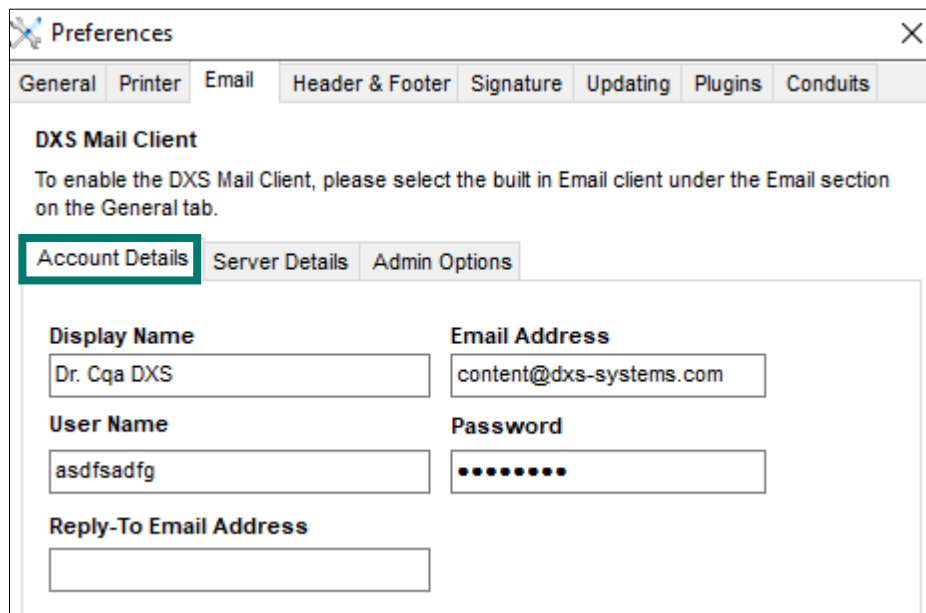 Preferences
General Printer Email Header & Footer Signature Updating Plugins Conduits
DXS Mail Client
To enable the DXS Mail Client, please select the built in Email client under the Email section
on the General tab.
Account Details Server Details Admin Options
Display Name Email Address
Dr. Cqa DXS content@dxs-systems.com
User Name Password
asdfsadfg ••••••••
Reply-To Email Address